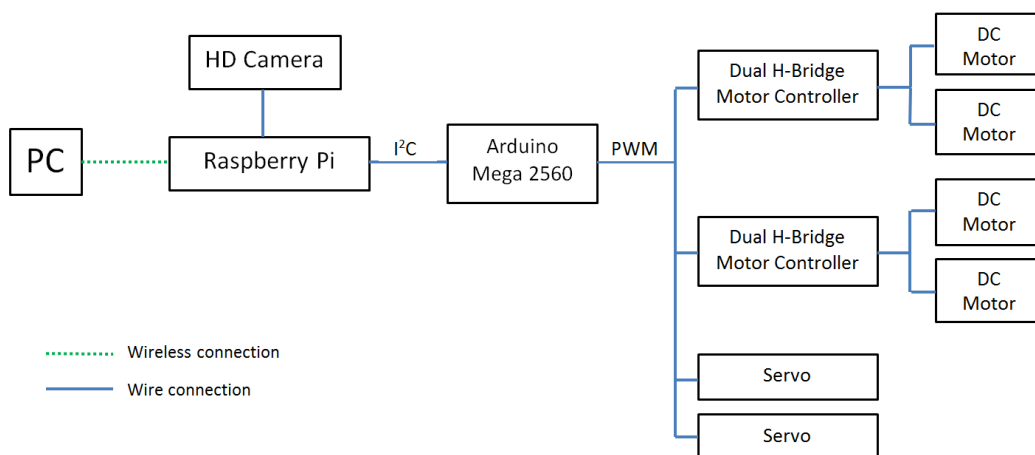 HD Camera
PC
Raspberry Pi
I²C
Arduino
Mega 2560
PWM
Dual H-Bridge
Motor Controller
DC
Motor
DC
Motor
Dual H-Bridge
Motor Controller
DC
Motor
DC
Motor
Servo
Servo
Wireless connection
Wire connection